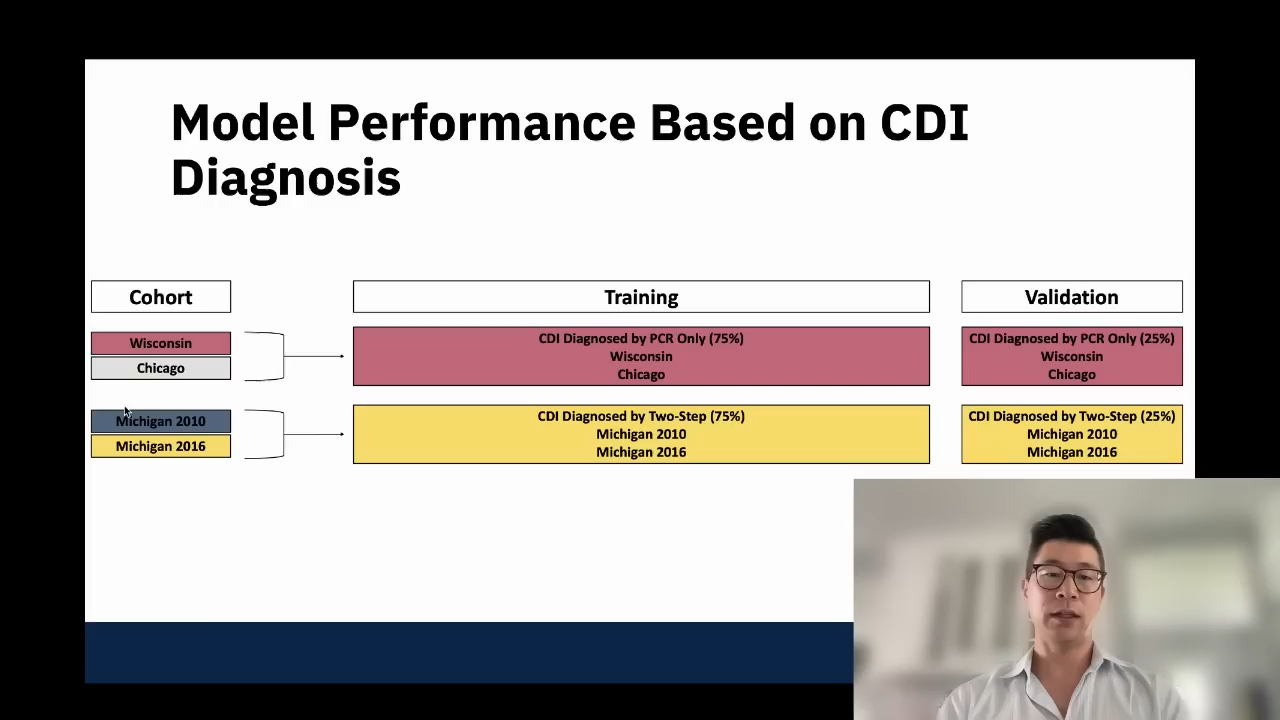 Model Performance Based on CDI
Diagnosis
Cohort
Training
Validation
Wisconsin
Chicago
CDI Diagnosed by PCR Only (75%)
Wisconsin
Chicago
CDI Diagnosed by PCR Only (25%)
Wisconsin
Chicago
Michigan 2010
Michigan 2016
CDI Diagnosed by Two-Step (75%)
Michigan 2010
Michigan 2016
CDI Diagnosed by Two-Step (25%)
Michigan 2010
Michigan 2016